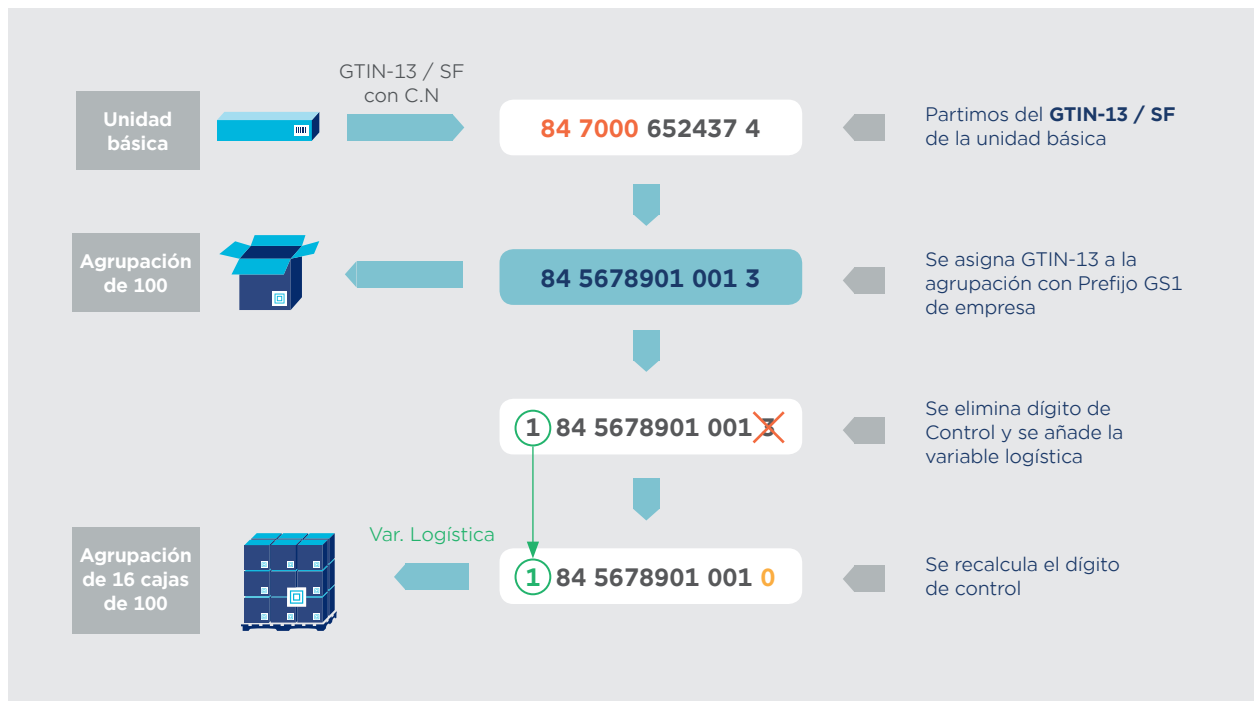 Unidad
básica
GTIN-13 / SF
con C.N
84 7000 652437 4
Partimos del GTIN-13 / SF
de la unidad básica
Agrupación
de 100
84 5678901 001 3
Se asigna GTIN-13 a la
agrupación con Prefijo GS1
de empresa
1 84 5678901 001 3
Se elimina dígito de
Control y se añade la
variable logística
Agrupación
de 16 cajas
de 100
Var. Logística
1 84 5678901 001 0
Se recalcula el dígito
de control